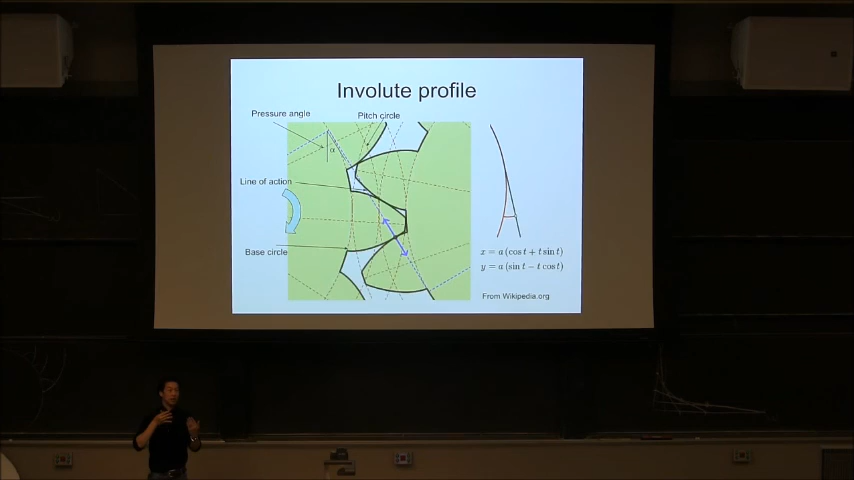 Involute profile
Pressure angle
Pitch circle
α
Line of action
Base circle
x = a (cos t + t sin t)
y = a (sin t − t cos t)
From Wikipedia.org